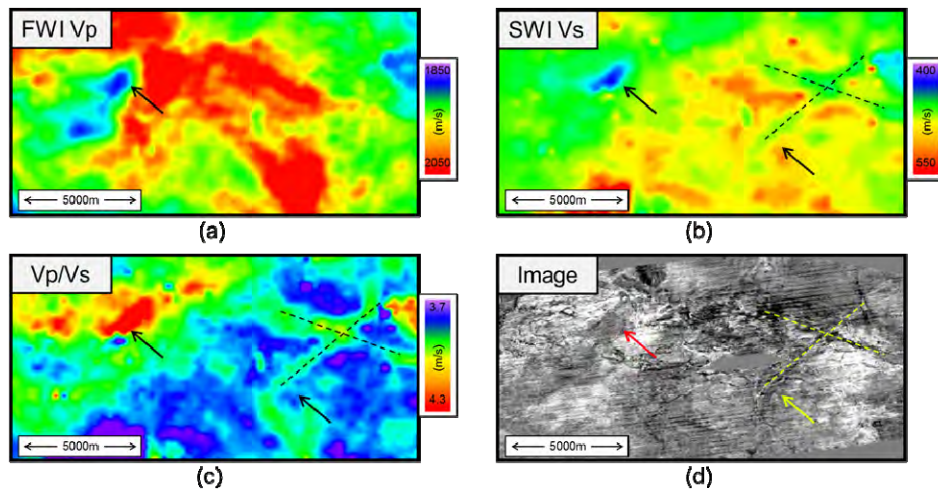 FWI Vp
1850
(m/s)
2050
5000m
(a)
SWI Vs
400
(m/s)
550
5000m
(b)
Vp/Vs
3.7
(m/s)
4.3
5000m
(c)
Image
5000m
(d)